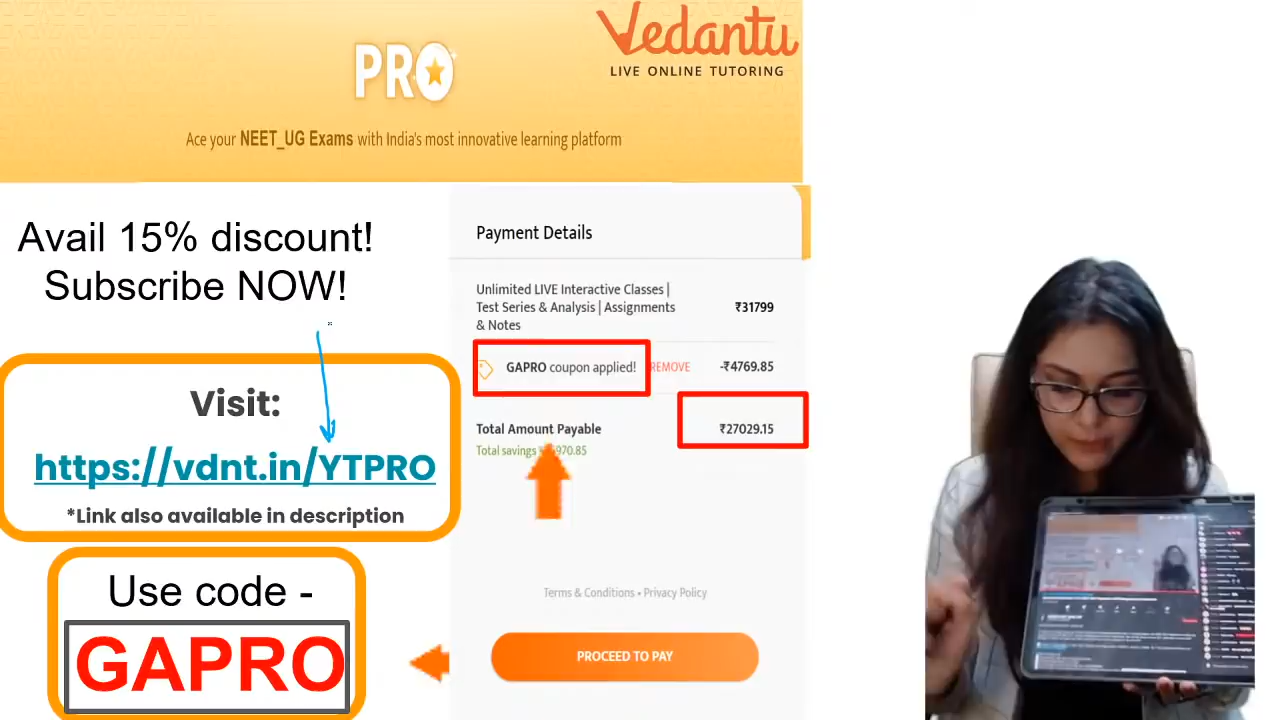 Vedantu
LIVE ONLINE TUTORING
PRO
Ace your NEET_UG Exams with India's most innovative learning platform
Avail 15% discount!
Subscribe NOW!
Visit:
https://vdnt.in/YTPRO
*Link also available in description
Use code -
GAPRO
Payment Details
Unlimited LIVE Interactive Classes |
Test Series & Analysis | Assignments
& Notes
₹31799
GAPRO coupon applied! REMOVE -₹4769.85
Total Amount Payable ₹27029.15
Total savings
Terms & Conditions • Privacy Policy
PROCEED TO PAY